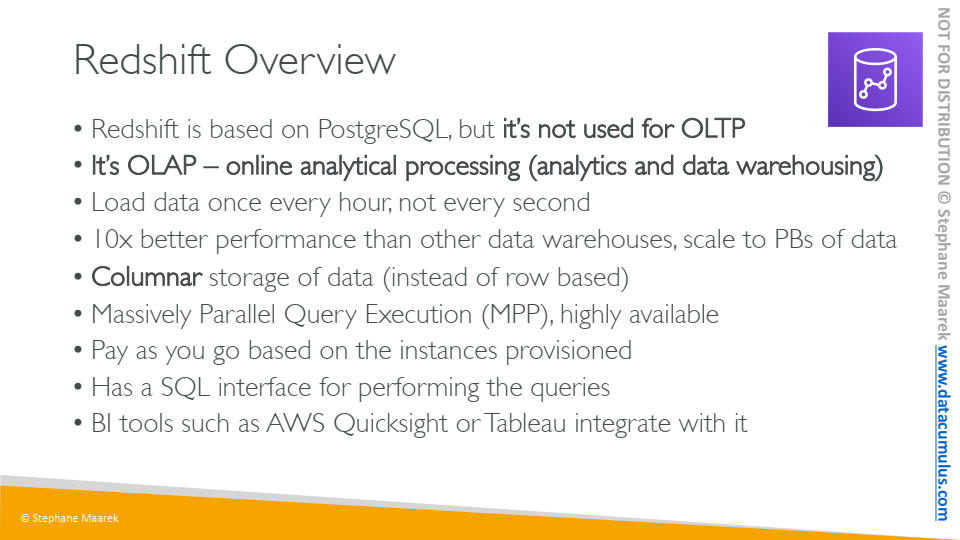 Redshift Overview
• Redshift is based on PostgreSQL, but it's not used for OLTP
• It's OLAP – online analytical processing (analytics and data warehousing)
• Load data once every hour, not every second
• 10x better performance than other data warehouses, scale to PBs of data
• Columnar storage of data (instead of row based)
• Massively Parallel Query Execution (MPP), highly available
• Pay as you go based on the instances provisioned
• Has a SQL interface for performing the queries
• BI tools such as AWS Quicksight or Tableau integrate with it
© Stephane Maarek
NOT FOR DISTRIBUTION © Stephane Maarek www.datacumulus.com